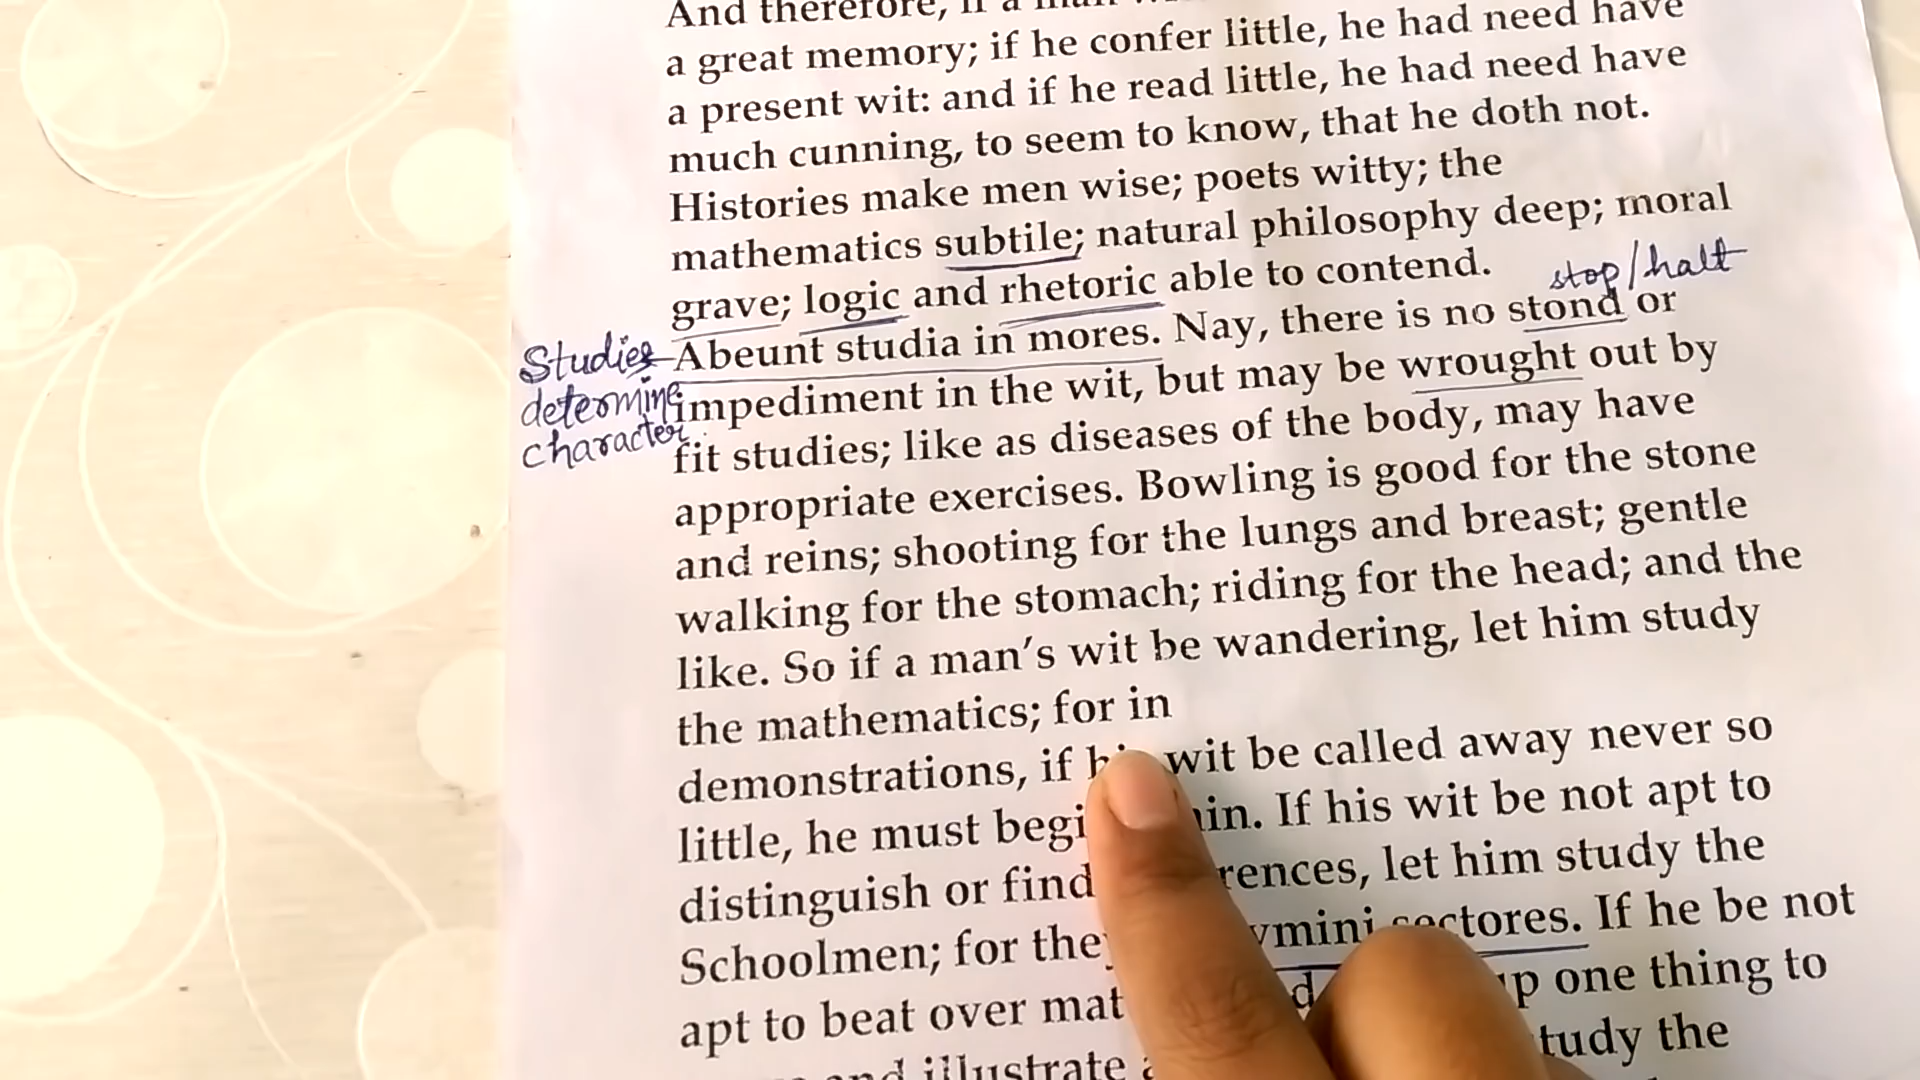 And therefore, if a man
a great memory; if he confer little, he had need have
a present wit: and if he read little, he had need have
much cunning, to seem to know, that he doth not.
Histories make men wise; poets witty; the
mathematics subtile; natural philosophy deep; moral
grave; logic and rhetoric able to contend.
stop/halt
Studies
determine
character
Abeunt studia in mores. Nay, there is no stond or
impediment in the wit, but may be wrought out by
fit studies; like as diseases of the body, may have
appropriate exercises. Bowling is good for the stone
and reins; shooting for the lungs and breast; gentle
walking for the stomach; riding for the head; and the
like. So if a man's wit be wandering, let him study
the mathematics; for in
demonstrations, if his wit be called away never so
little, he must begi ain. If his wit be not apt to
distinguish or find rences, let him study the
Schoolmen; for they ymini sectores. If he be not
apt to beat over mat d up one thing to
and illustrate tudy the